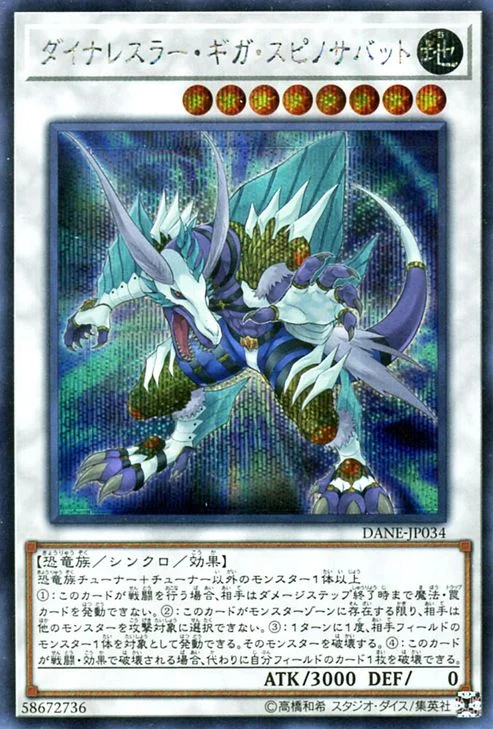 ダイナレスラー・ギガ・スピノサバット
地
DANE-JP034
【恐竜族／シンクロ／効果】
恐竜族チューナー＋チューナー以外のモンスター1体以上
①：このカードが戦闘を行う場合、相手はダメージステップ終了時まで魔法・罠
カードを発動できない。②：このカードがモンスターゾーンに存在する限り、相手は
他のモンスターを攻撃対象に選択できない。③：1ターンに1度、相手フィールドの
モンスター1体を対象として発動できる。そのモンスターを破壊する。④：このカード
が戦闘・効果で破壊される場合、代わりに自分フィールドのカード1枚を破壊できる。
ATK/3000 DEF/ 0
58672736
©高橋和希 スタジオ・ダイス/集英社